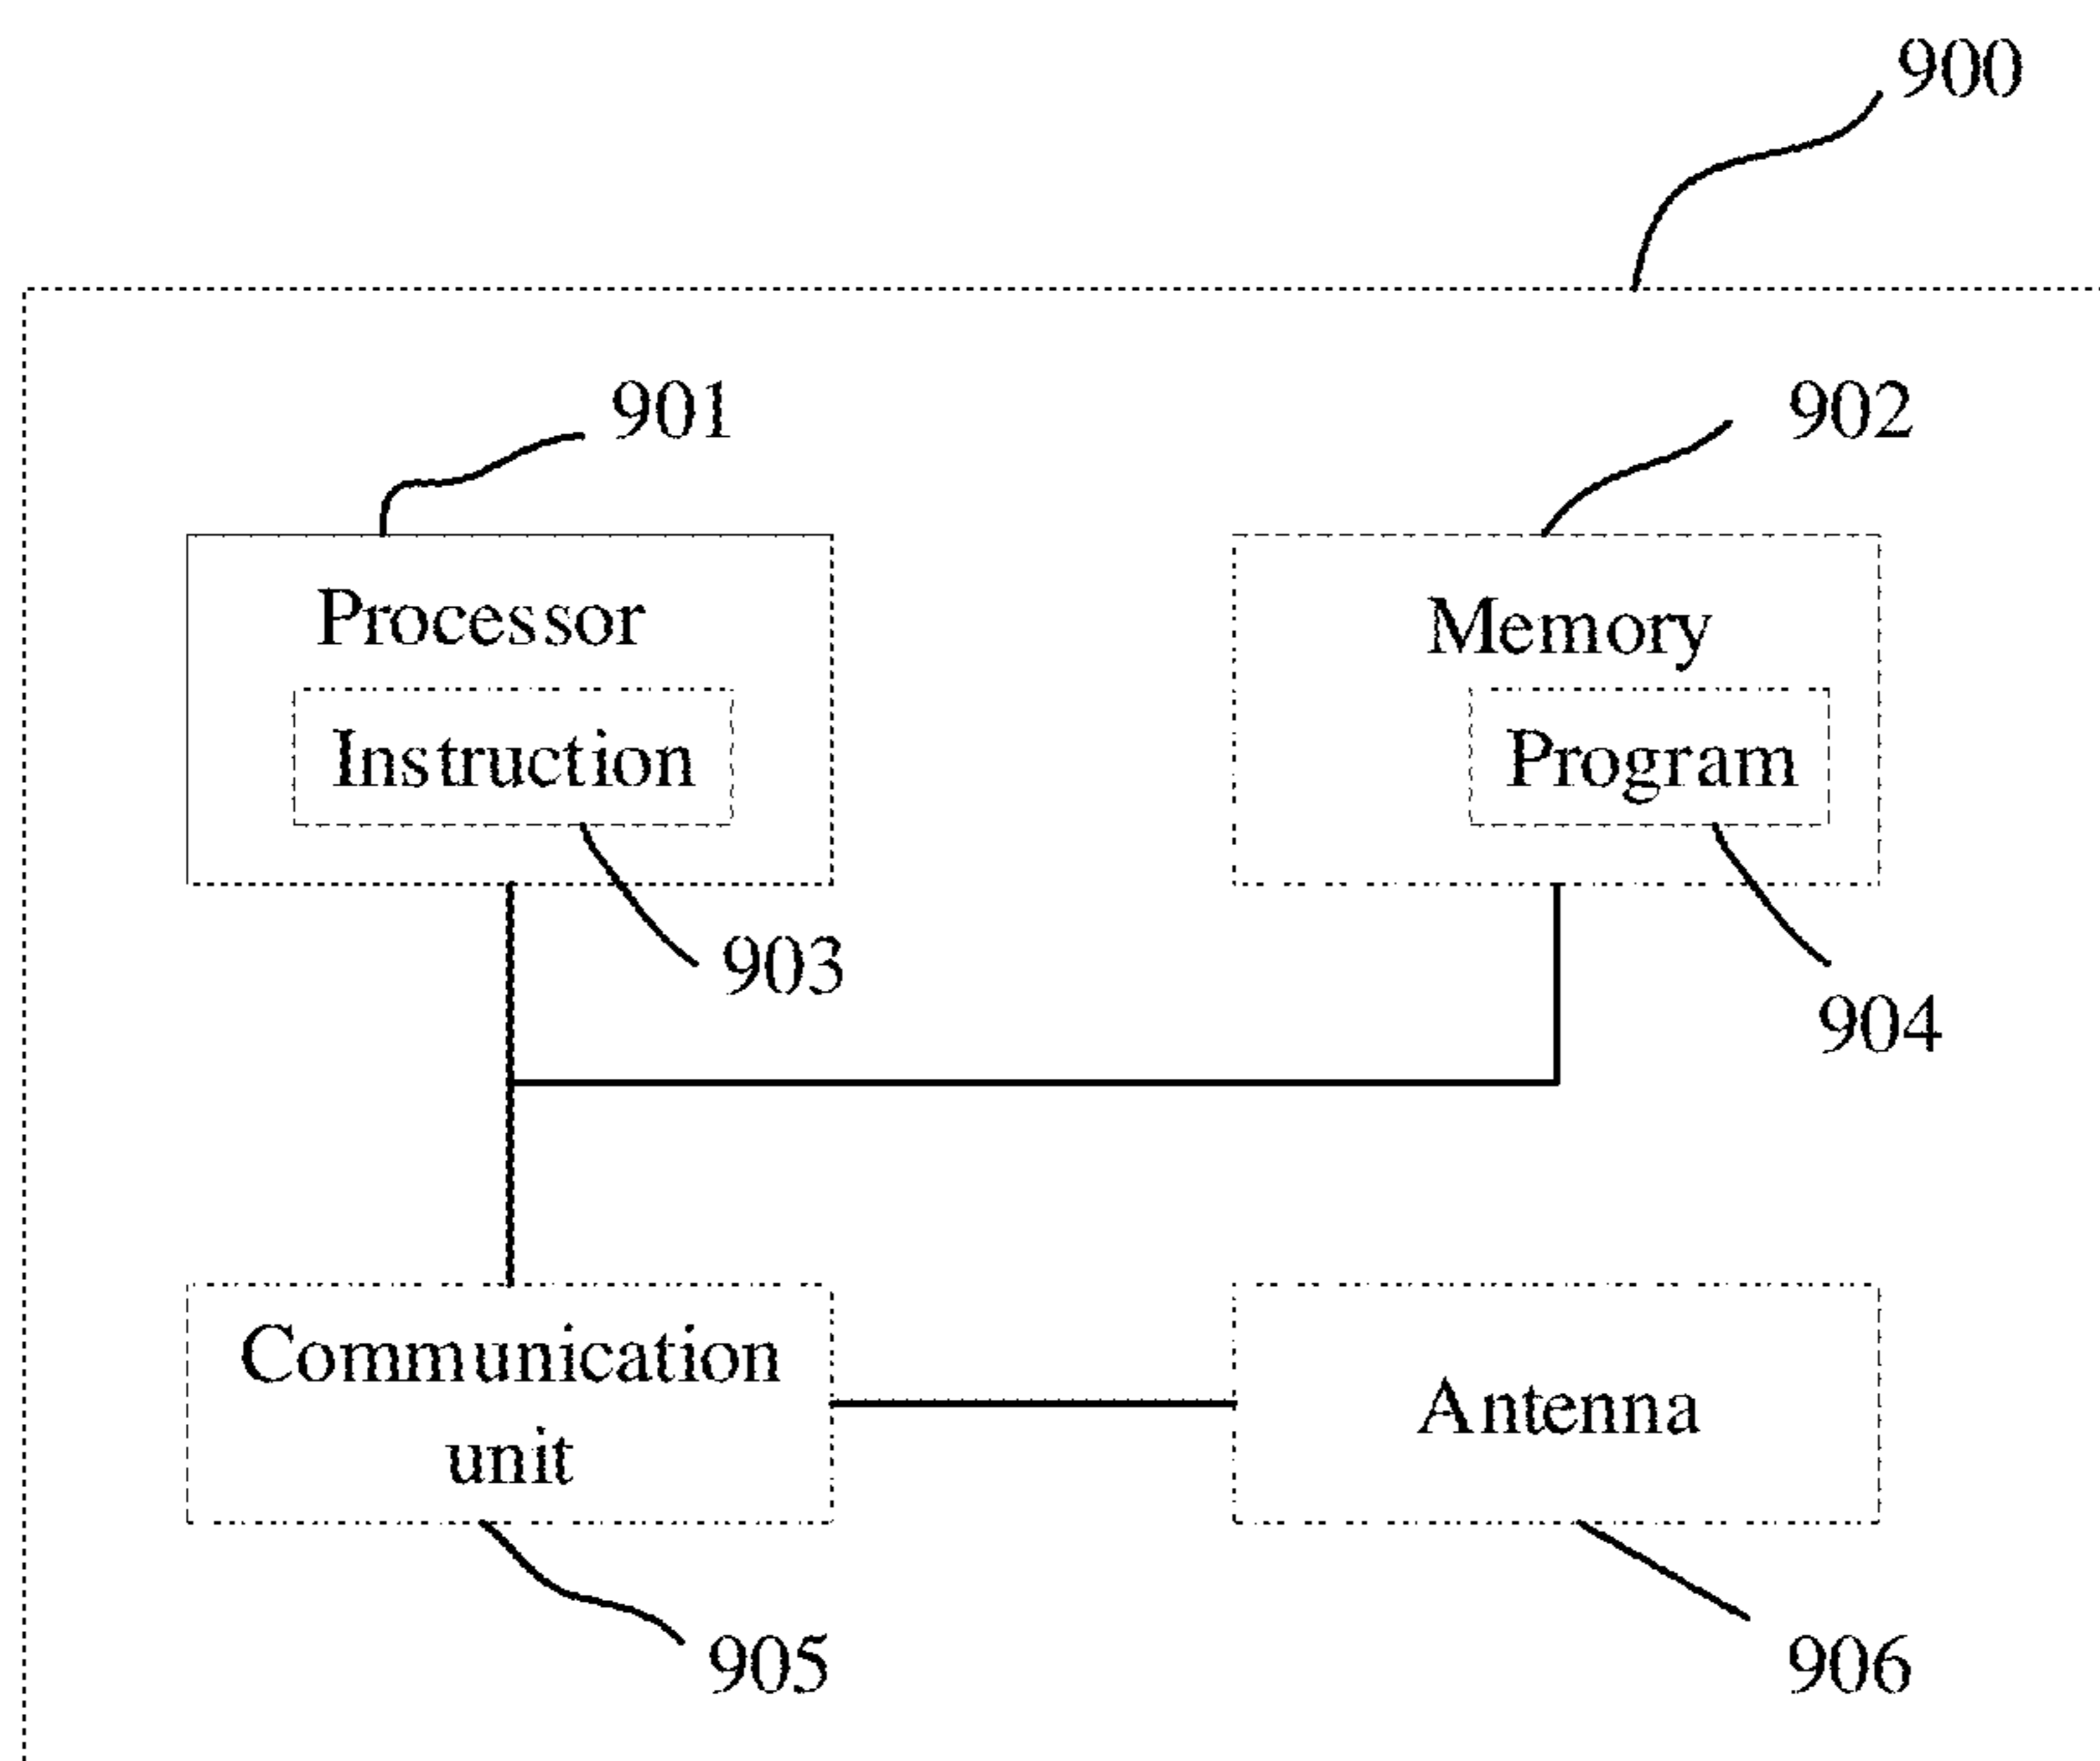 900
901
902
Processor
Memory
Instruction
Program
903
904
Communication
unit
Antenna
905
906